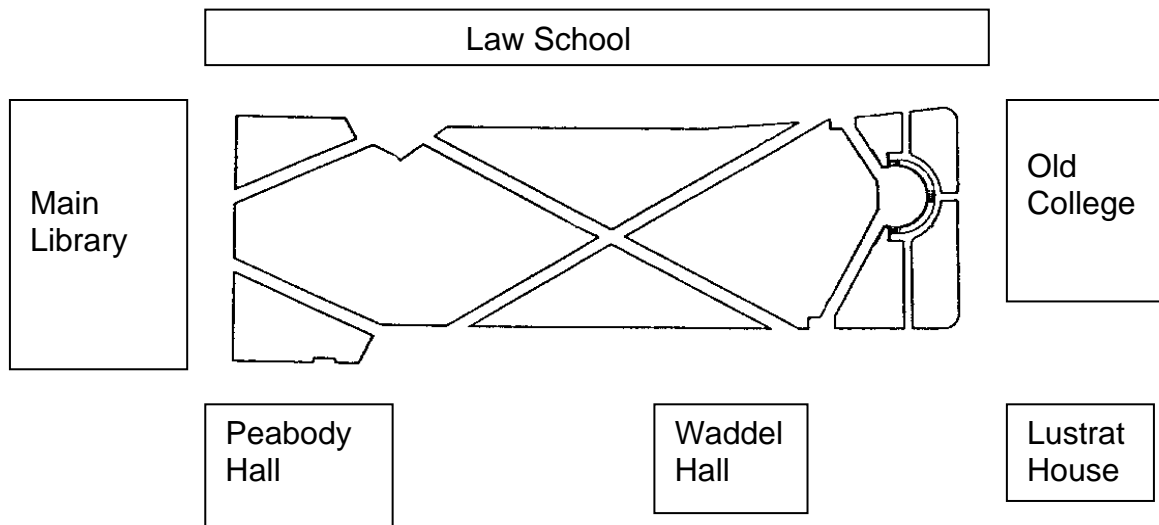 Law School
Main
Library
Old
College
Peabody
Hall
Waddel
Hall
Lustrat
House